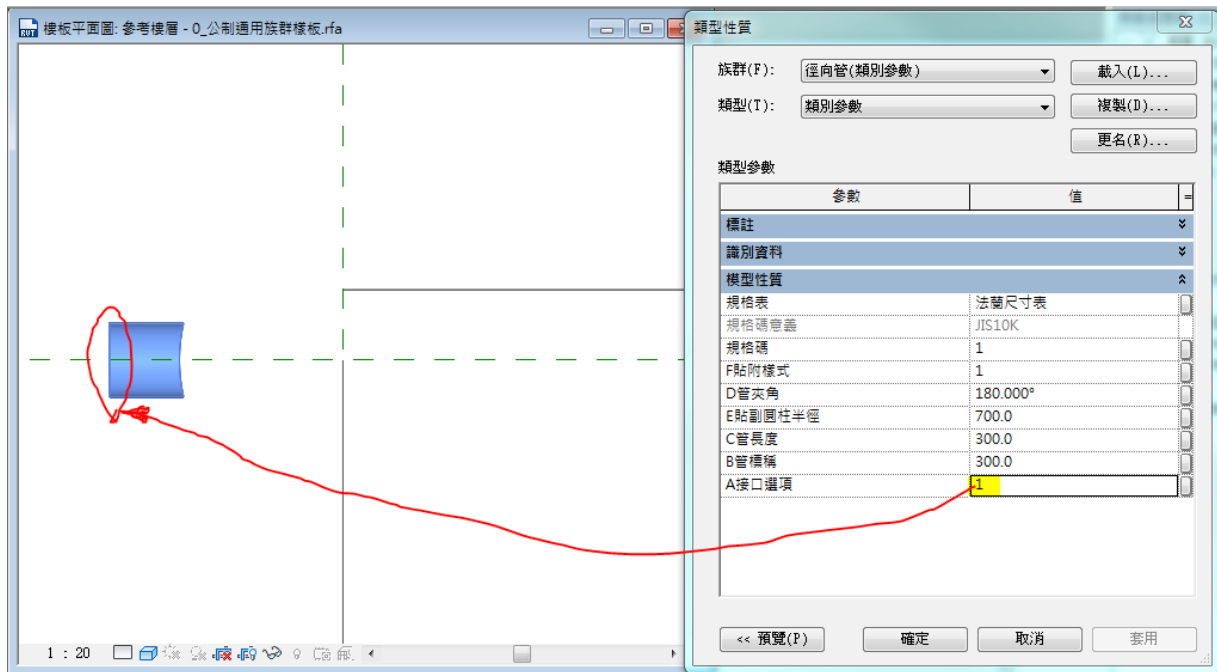 樓板平面圖: 參考樓層 - 0_公制通用族群樣板.rfa
1 : 20
類型性質
族群(F):
徑向管(類別參數)
載入(L)...
類型(T):
類別參數
複製(D)...
更名(R)...
類型參數
參數 值 =
標註
識別資料
模型性質
規格表 法蘭尺寸表
規格碼意義 JIS10K
規格碼 1
F貼附樣式 1
D管夾角 180.000°
E貼副圓柱半徑 700.0
C管長度 300.0
B管標稱 300.0
A接口選項 1
<< 預覽(P)
確定
取消
套用